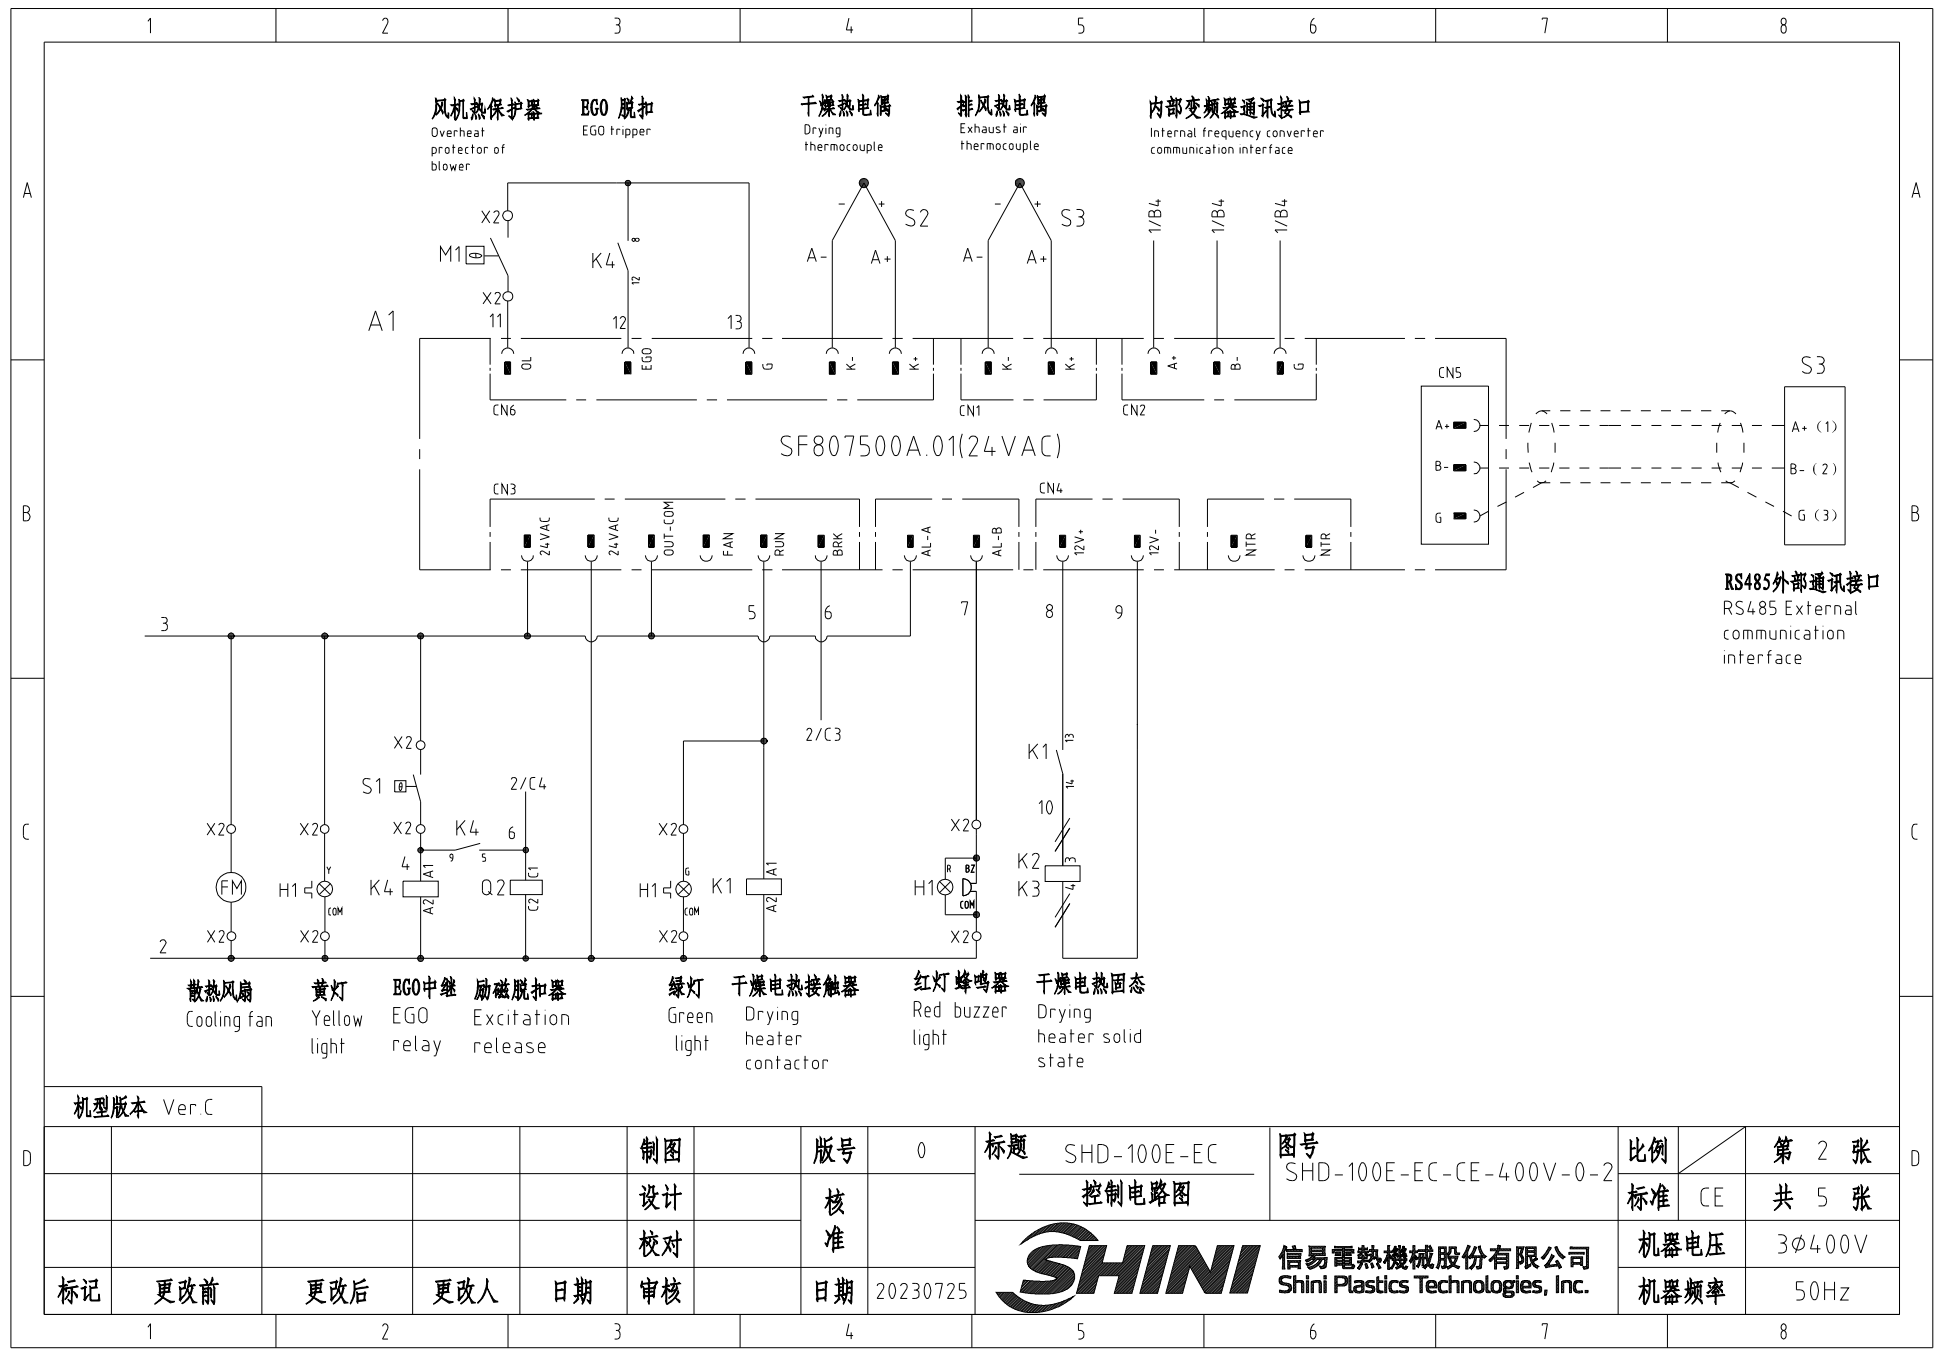 1 2 3 4 5 6 7 8
A
B
C
D
A
B
C
D
风机热保护器
Overheat
protector of
blower
EGO 脱扣
EGO tripper
干燥热电偶
Drying
thermocouple
排风热电偶
Exhaust air
thermocouple
内部变频器通讯接口
Internal frequency converter
communication interface
X2
M1 θ
X2
11
K4
8
12
12
13
- +
S2
A- A+
- +
S3
A- A+
1/B4 1/B4 1/B4
A1
OL EGO G K- K+
CN6
K- K+
CN1
A+ B- G
CN2
SF807500A.01(24VAC)
CN5
A+
B-
G
S3
A+ (1)
B- (2)
G (3)
RS485外部通讯接口
RS485 External
communication
interface
CN3
24VAC 24VAC OUT-COM FAN RUN BRK
AL-A AL-B
CN4
12V+ 12V-
NTR NTR
3
5 6 7 8 9
2/C3
X2
S1 θ
X2
K4
9 5
2/C4
6
4
K4
A1
A2
Q2
C1
C2
X2
FM
X2
X2
H1
Y
COM
X2
X2
H1
G
COM
X2
K1
A1
A2
X2
H1
R BZ
COM
X2
K1
13
14
10
K2
K3
3
4
2
散热风扇
Cooling fan
黄灯
Yellow
light
EGO中继
EGO
relay
励磁脱扣器
Excitation
release
绿灯
Green
light
干燥电热接触器
Drying
heater
contactor
红灯 蜂鸣器
Red buzzer
light
干燥电热固态
Drying
heater solid
state
机型版本 Ver.C
制图
设计
校对
标记 更改前 更改后 更改人 日期 审核
版号 0
核
准
日期 20230725
标题 SHD-100E-EC
控制电路图
图号
SHD-100E-EC-CE-400V-0-2
比例
第 2 张
标准 CE
共 5 张
SHINI
信易電熱機械股份有限公司
Shini Plastics Technologies, Inc.
机器电压 3Φ400V
机器频率 50Hz
1 2 3 4 5 6 7 8